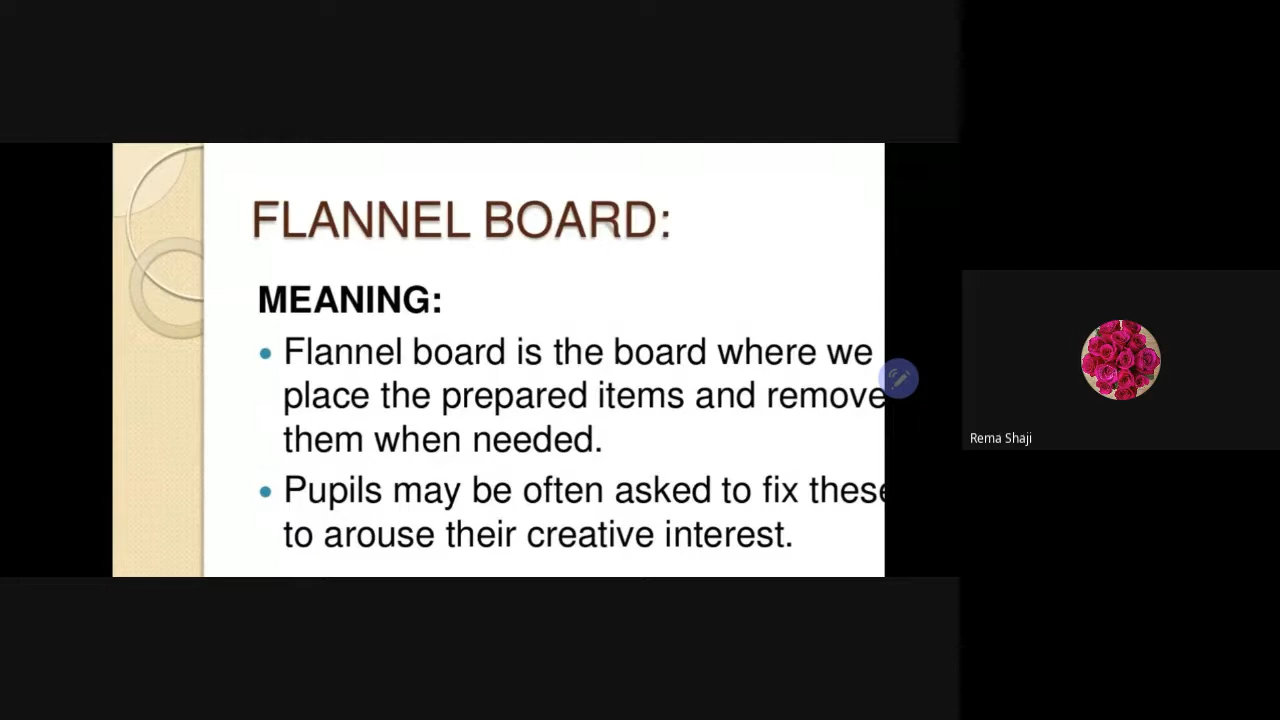 FLANNEL BOARD:
MEANING:
• Flannel board is the board where we
place the prepared items and remove
them when needed.
• Pupils may be often asked to fix these
to arouse their creative interest.
Rema Shaji